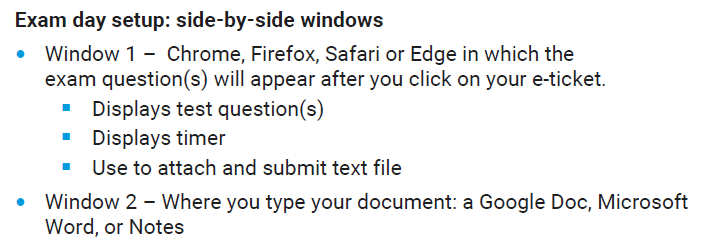 Exam day setup: side-by-side windows
• Window 1 – Chrome, Firefox, Safari or Edge in which the
exam question(s) will appear after you click on your e-ticket.
▪ Displays test question(s)
▪ Displays timer
▪ Use to attach and submit text file
• Window 2 – Where you type your document: a Google Doc, Microsoft
Word, or Notes